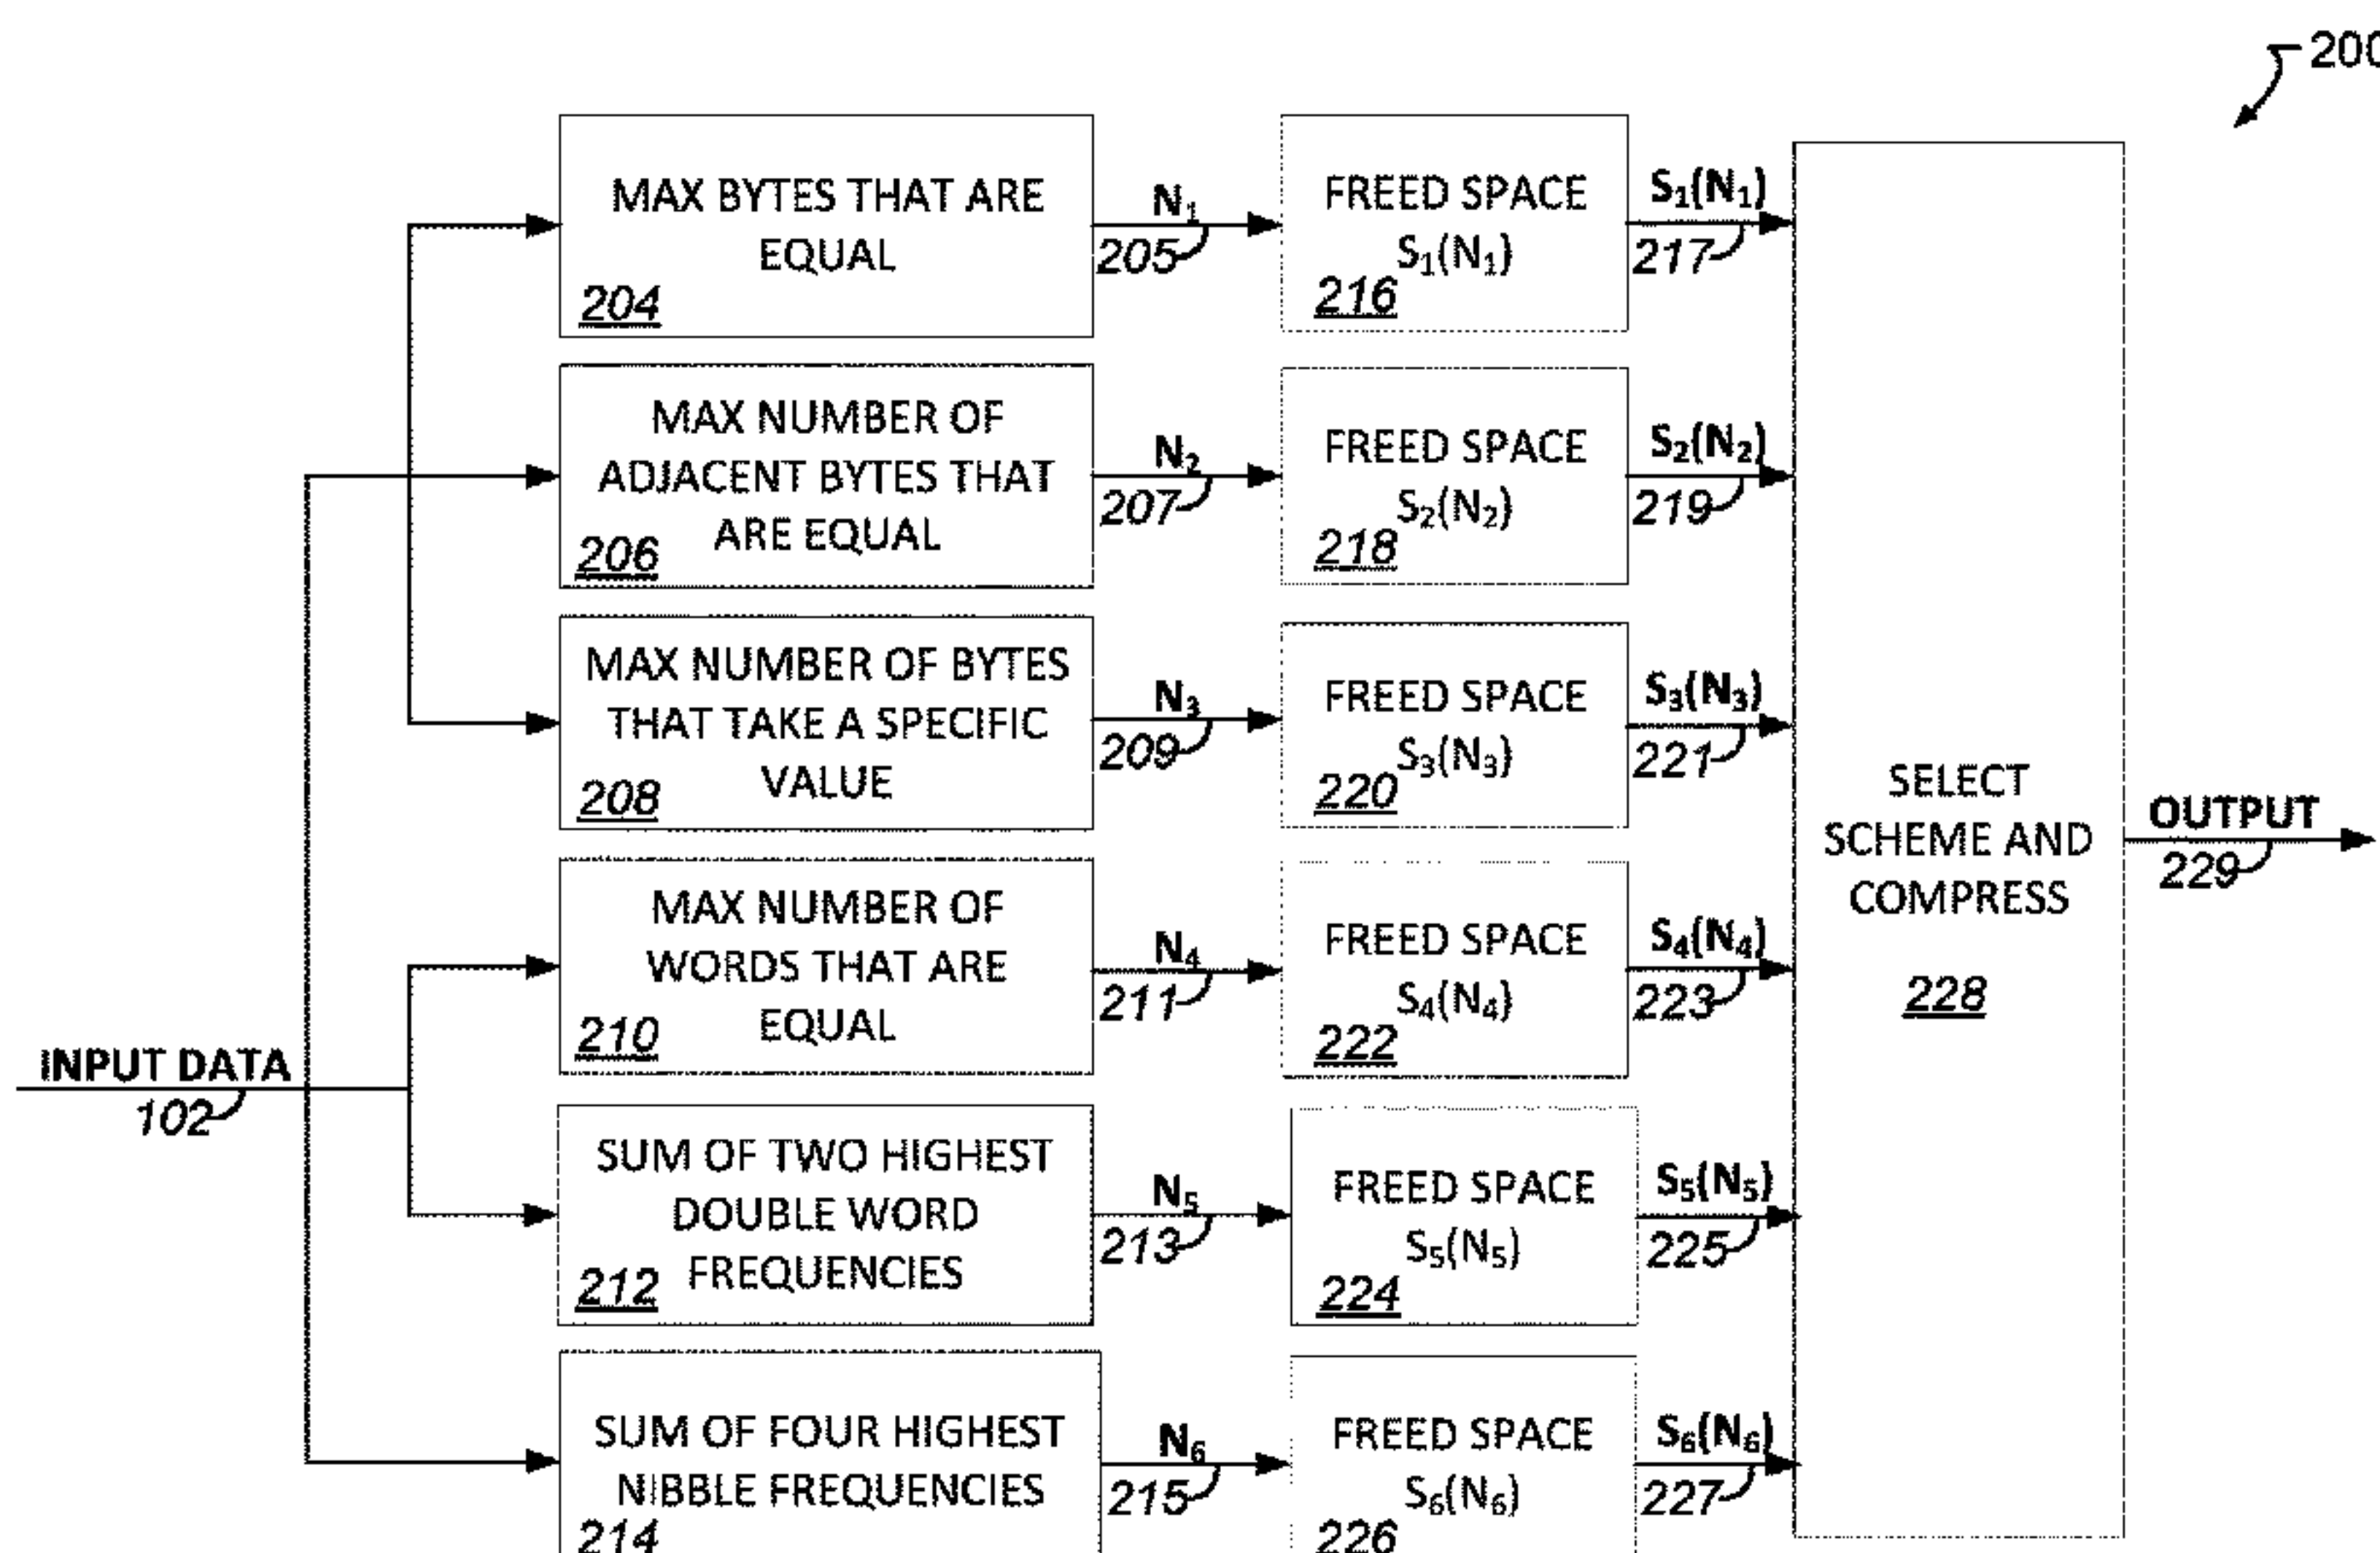 200
MAX BYTES THAT ARE
EQUAL
204
N₁
205
FREED SPACE
S₁(N₁)
216
S₁(N₁)
217
MAX NUMBER OF
ADJACENT BYTES THAT
ARE EQUAL
206
N₂
207
FREED SPACE
S₂(N₂)
218
S₂(N₂)
219
MAX NUMBER OF BYTES
THAT TAKE A SPECIFIC
VALUE
208
N₃
209
FREED SPACE
S₃(N₃)
220
S₃(N₃)
221
MAX NUMBER OF
WORDS THAT ARE
EQUAL
210
N₄
211
FREED SPACE
S₄(N₄)
222
S₄(N₄)
223
INPUT DATA
102
SUM OF TWO HIGHEST
DOUBLE WORD
FREQUENCIES
212
N₅
213
FREED SPACE
S₅(N₅)
224
S₅(N₅)
225
SUM OF FOUR HIGHEST
NIBBLE FREQUENCIES
214
N₆
215
FREED SPACE
S₆(N₆)
226
S₆(N₆)
227
SELECT
SCHEME AND
COMPRESS
228
OUTPUT
229